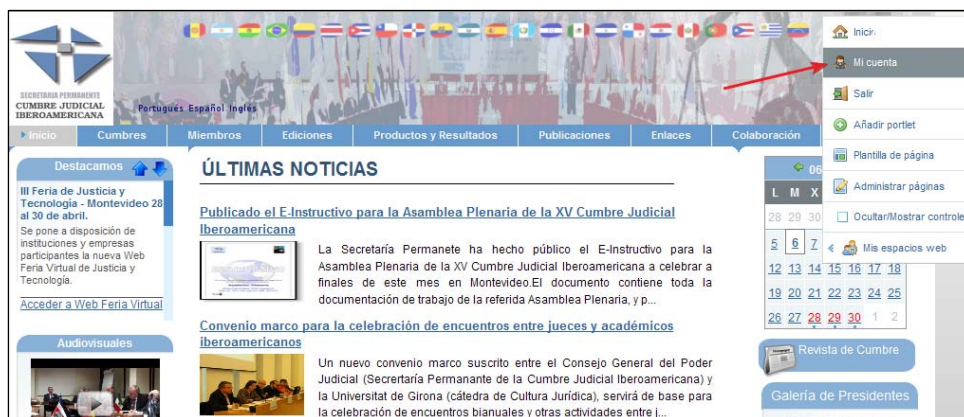 SECRETARIA PERMANENTE
CUMBRE JUDICIAL
IBEROAMERICANA
Portugués Español Inglés
Inicio
Cumbres
Miembros
Ediciones
Productos y Resultados
Publicaciones
Enlaces
Colaboración
Mi cuenta
Salir
Añadir portlet
Plantilla de página
Administrar páginas
Ocultar/Mostrar controle
Mis espacios web
Destacamos
III Feria de Justicia y
Tecnología - Montevideo 28
al 30 de abril.
Se pone a disposición de
instituciones y empresas
participantes la nueva Web
Feria Virtual de Justicia y
Tecnología.
Acceder a Web Feria Virtual
Audiovisuales
ÚLTIMAS NOTICIAS
Publicado el E-Instructivo para la Asamblea Plenaria de la XV Cumbre Judicial
Iberoamericana
La Secretaría Permanete ha hecho público el E-Instructivo para la
Asamblea Plenaria de la XV Cumbre Judicial Iberoamericana a celebrar a
finales de este mes en Montevideo.El documento contiene toda la
documentación de trabajo de la referida Asamblea Plenaria, y p...
Convenio marco para la celebración de encuentros entre jueces y académicos
iberoamericanos
Un nuevo convenio marco suscrito entre el Consejo General del Poder
Judicial (Secrertaría Permanante de la Cumbre Judicial Iberoamericana) y
la Universitat de Girona (cátedra de Cultura Jurídica), servirá de base para
la celebración de encuentros bianuales y otras actividades entre j...
06
L M X
28 29 30
5 6 7
12 13 14 15 16 17 18
19 20 21 22 23 24 25
26 27 28 29 30 1 2
Revista de Cumbre
Galería de Presidentes